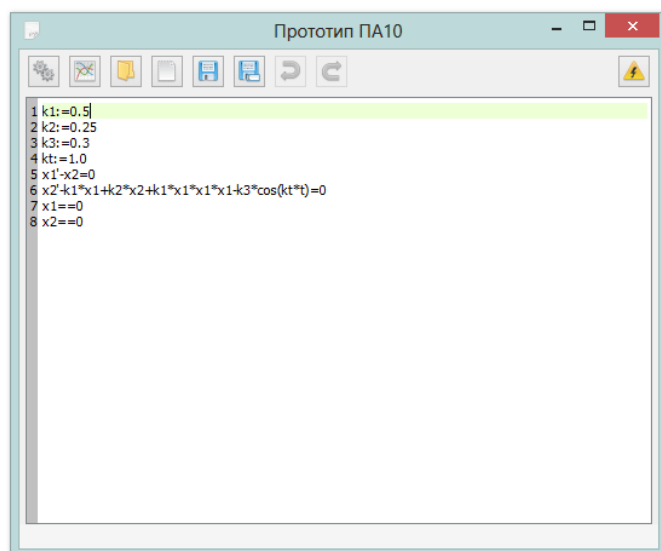 Прототип ПА10
1 k1:=0.5
2 k2:=0.25
3 k3:=0.3
4 kt:=1.0
5 x1'-x2=0
6 x2'-k1*x1+k2*x2+k1*x1*x1*x1-k3*cos(kt*t)=0
7 x1==0
8 x2==0